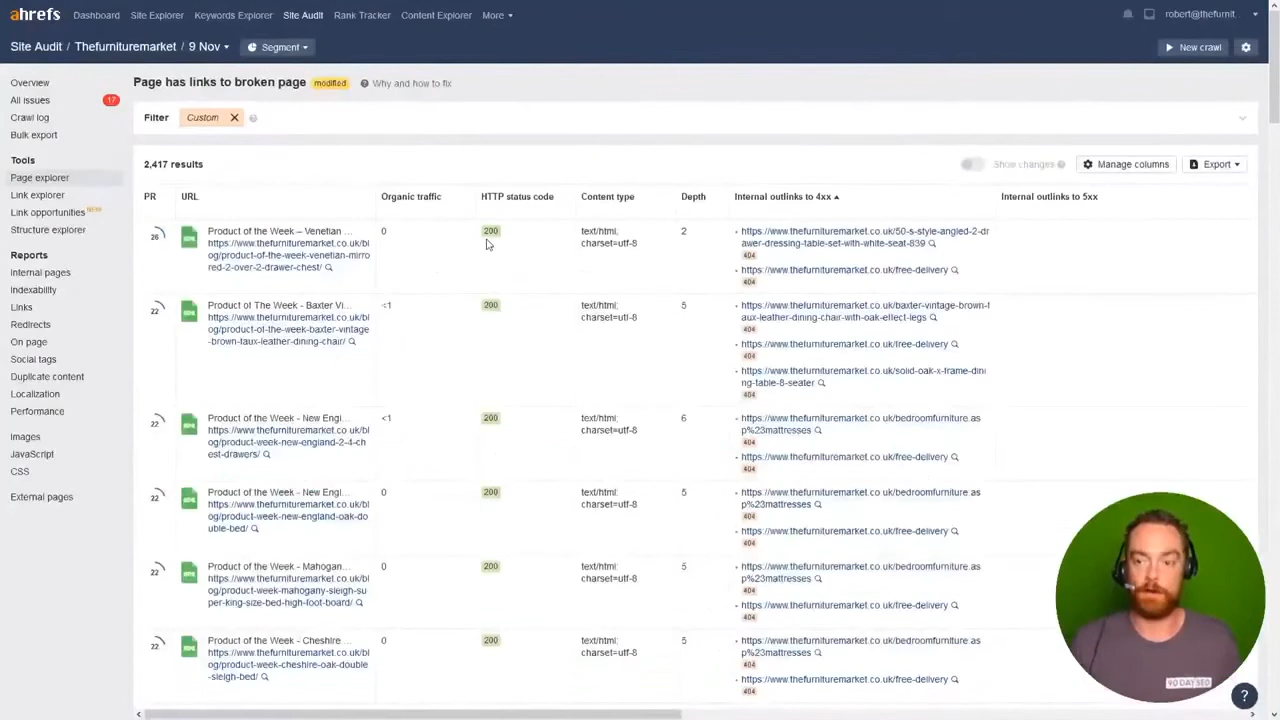 ahrefs Dashboard Site Explorer Keywords Explorer Site Audit Rank Tracker Content Explorer More robert@thefurnit...
Site Audit / Thefurnituremarket / 9 Nov Segment New crawl
Overview
All issues 17
Crawl log
Bulk export
Tools
Page explorer
Link explorer
Link opportunities NEW
Structure explorer
Reports
Internal pages
Indexability
Links
Redirects
On page
Social tags
Duplicate content
Localization
Performance
Images
JavaScript
CSS
External pages
Page has links to broken page modified ? Why and how to fix
Filter Custom
2,417 results Show changes Manage columns Export
PR URL Organic traffic HTTP status code Content type Depth Internal outlinks to 4xx Internal outlinks to 5xx
26
Product of the Week – Venetian ...
https://www.thefurnituremarket.co.uk/bl
og/product-of-the-week-venetian-mirro
red-2-over-2-drawer-chest/
0
200
text/html;
charset=utf-8
2
https://www.thefurnituremarket.co.uk/50-s-style-angled-2-dr
awer-dressing-table-set-with-white-seat-839
404
https://www.thefurnituremarket.co.uk/free-delivery
404
22
Product of The Week - Baxter Vi...
https://www.thefurnituremarket.co.uk/bl
og/product-of-the-week-baxter-vintage
-brown-faux-leather-dining-chair/
<1
200
text/html;
charset=utf-8
5
https://www.thefurnituremarket.co.uk/baxter-vintage-brown-f
aux-leather-dining-chair-with-oak-effect-legs
404
https://www.thefurnituremarket.co.uk/free-delivery
404
https://www.thefurnituremarket.co.uk/solid-oak-x-frame-dini
ng-table-8-seater
404
22
Product of the Week - New Engl...
https://www.thefurnituremarket.co.uk/bl
og/product-week-new-england-2-4-ch
est-drawers/
<1
200
text/html;
charset=utf-8
6
https://www.thefurnituremarket.co.uk/bedroomfurniture.as
p%23mattresses
404
https://www.thefurnituremarket.co.uk/free-delivery
404
22
Product of the Week - New Engl...
https://www.thefurnituremarket.co.uk/bl
og/product-week-new-england-oak-do
uble-bed/
0
200
text/html;
charset=utf-8
5
https://www.thefurnituremarket.co.uk/bedroomfurniture.as
p%23mattresses
404
https://www.thefurnituremarket.co.uk/free-delivery
404
22
Product of the Week - Mahogan...
https://www.thefurnituremarket.co.uk/bl
og/product-week-mahogany-sleigh-su
per-king-size-bed-high-foot-board/
0
200
text/html;
charset=utf-8
5
https://www.thefurnituremarket.co.uk/bedroomfurniture.as
p%23mattresses
404
https://www.thefurnituremarket.co.uk/free-delivery
404
22
Product of the Week - Cheshire ...
https://www.thefurnituremarket.co.uk/bl
og/product-week-cheshire-oak-double
-sleigh-bed/
0
200
text/html;
charset=utf-8
5
https://www.thefurnituremarket.co.uk/bedroomfurniture.as
p%23mattresses
404
https://www.thefurnituremarket.co.uk/free-delivery
404
90 DAY SEO
?